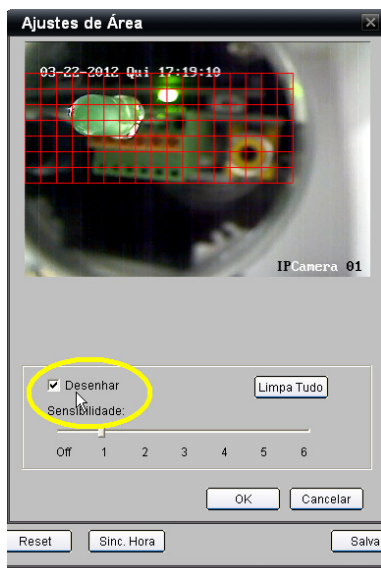 Ajustes de Área
03-22-2012 Qui 17:19:10
IPCamera 01
Desenhar
Limpa Tudo
Sensibilidade:
Off 1 2 3 4 5 6
OK Cancelar
Reset Sinc. Hora Salva